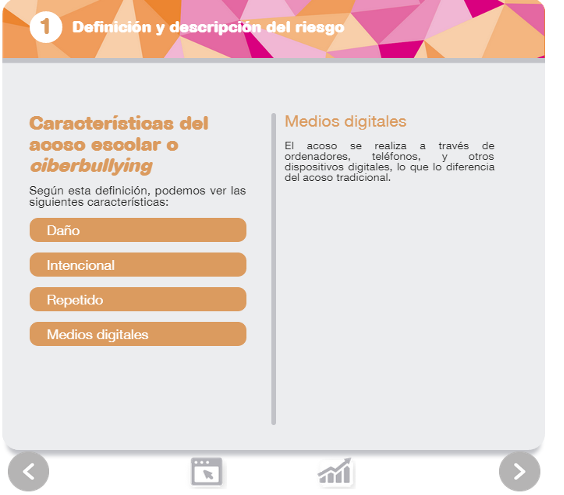 1 Definición y descripción del riesgo
Características del
acoso escolar o
ciberbullying
Según esta definición, podemos ver las
siguientes características:
Daño
Intencional
Repetido
Medios digitales
Medios digitales
El acoso se realiza a través de
ordenadores, teléfonos, y otros
dispositivos digitales, lo que lo diferencia
del acoso tradicional.